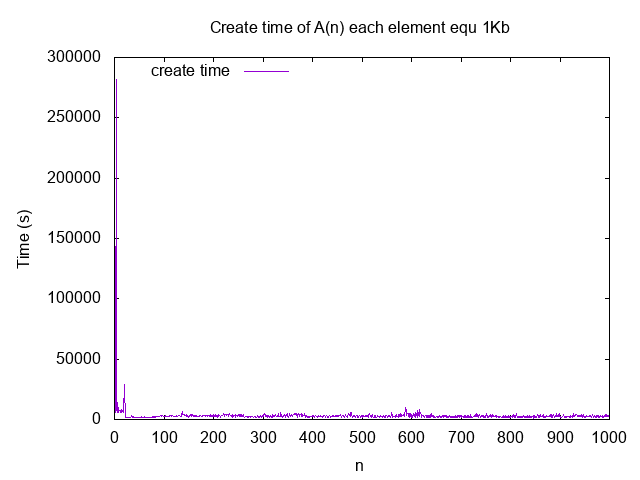 Create time of A(n) each element equ 1Kb
create time
300000
250000
200000
150000
100000
50000
0
Time (s)
0 100 200 300 400 500 600 700 800 900 1000
n